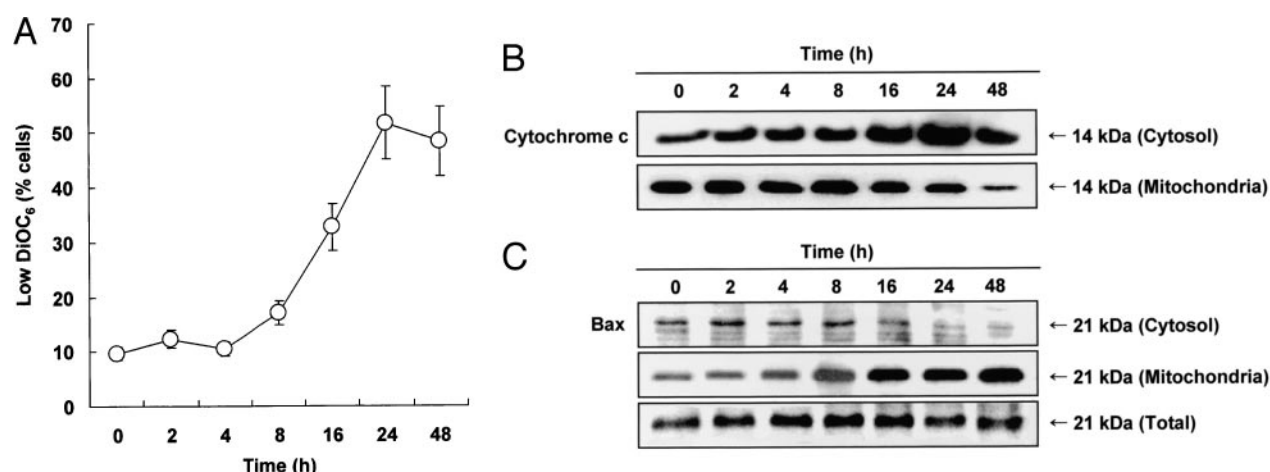 A
70
60
50
40
30
20
10
0
Low DiOC6 (% cells)
0 2 4 8 16 24 48
Time (h)
B
Time (h)
0 2 4 8 16 24 48
Cytochrome c
← 14 kDa (Cytosol)
← 14 kDa (Mitochondria)
C
Time (h)
0 2 4 8 16 24 48
Bax
← 21 kDa (Cytosol)
← 21 kDa (Mitochondria)
← 21 kDa (Total)